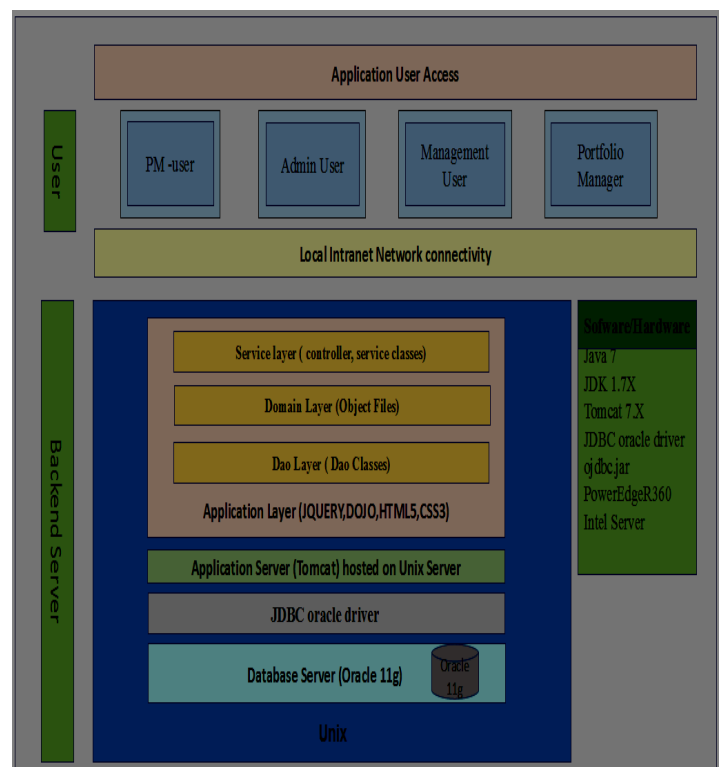 Application User Access
User
PM -user
Admin User
Management
User
Portfolio
Manager
Local Intranet Network connectivity
Backend Server
Service layer ( controller, service classes)
Domain Layer (Object Files)
Dao Layer ( Dao Classes)
Application Layer (JQUERY,DOJO,HTML5,CSS3)
Application Server (Tomcat) hosted on Unix Server
JDBC oracle driver
Database Server (Oracle 11g)
Oracle
11g
Unix
Sofware/Hardware
Java 7
JDK 1.7X
Tomcat 7.X
JDBC oracle driver
ojdbc.jar
PowerEdgeR360
Intel Server